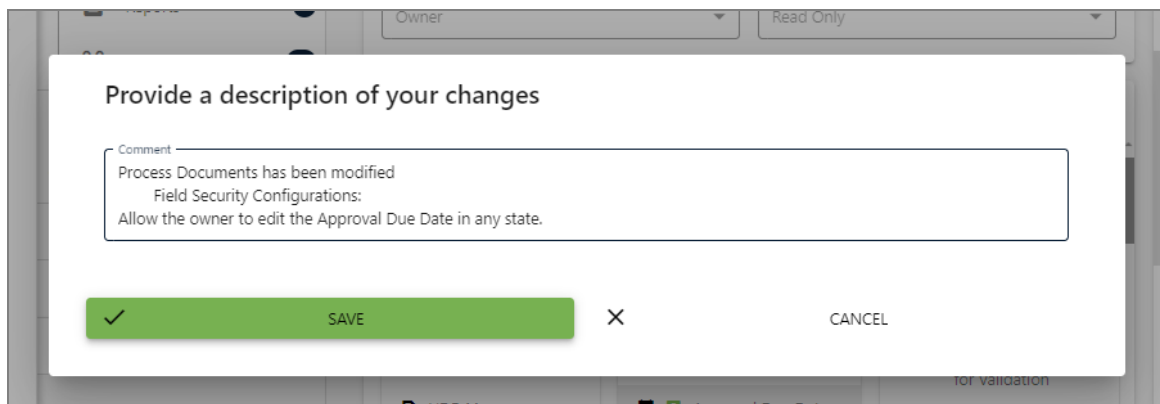 Owner
Read Only
Provide a description of your changes
Comment
Process Documents has been modified
Field Security Configurations:
Allow the owner to edit the Approval Due Date in any state.
SAVE
CANCEL
for Validation